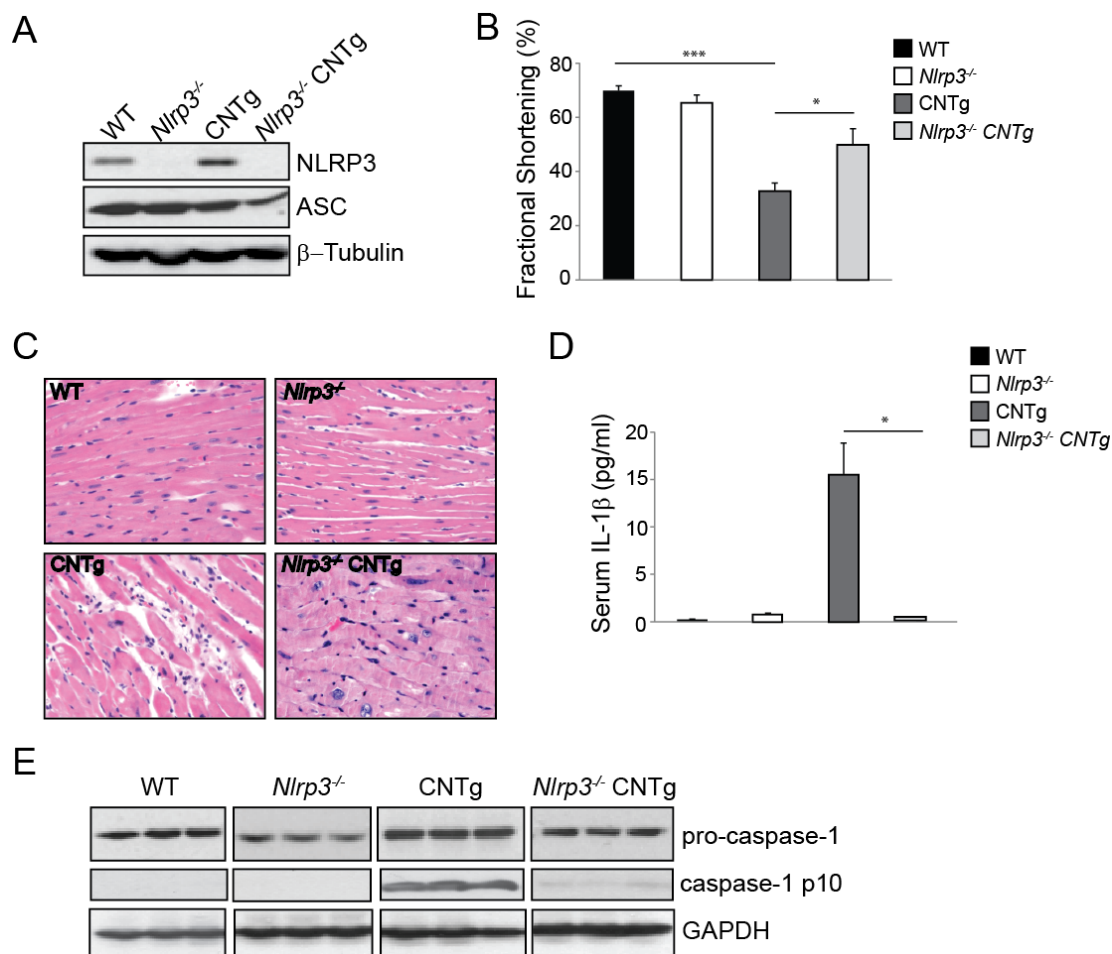 A
WT
Nlrp3-/-
CNTg
Nlrp3-/- CNTg
NLRP3
ASC
β–Tubulin
B
Fractional Shortening (%)
80
60
40
20
0
***
*
WT
Nlrp3-/-
CNTg
Nlrp3-/- CNTg
C
WT
Nlrp3-/-
CNTg
Nlrp3-/- CNTg
D
Serum IL-1β (pg/ml)
20
15
10
5
0
*
WT
Nlrp3-/-
CNTg
Nlrp3-/- CNTg
E
WT
Nlrp3-/-
CNTg
Nlrp3-/- CNTg
pro-caspase-1
caspase-1 p10
GAPDH